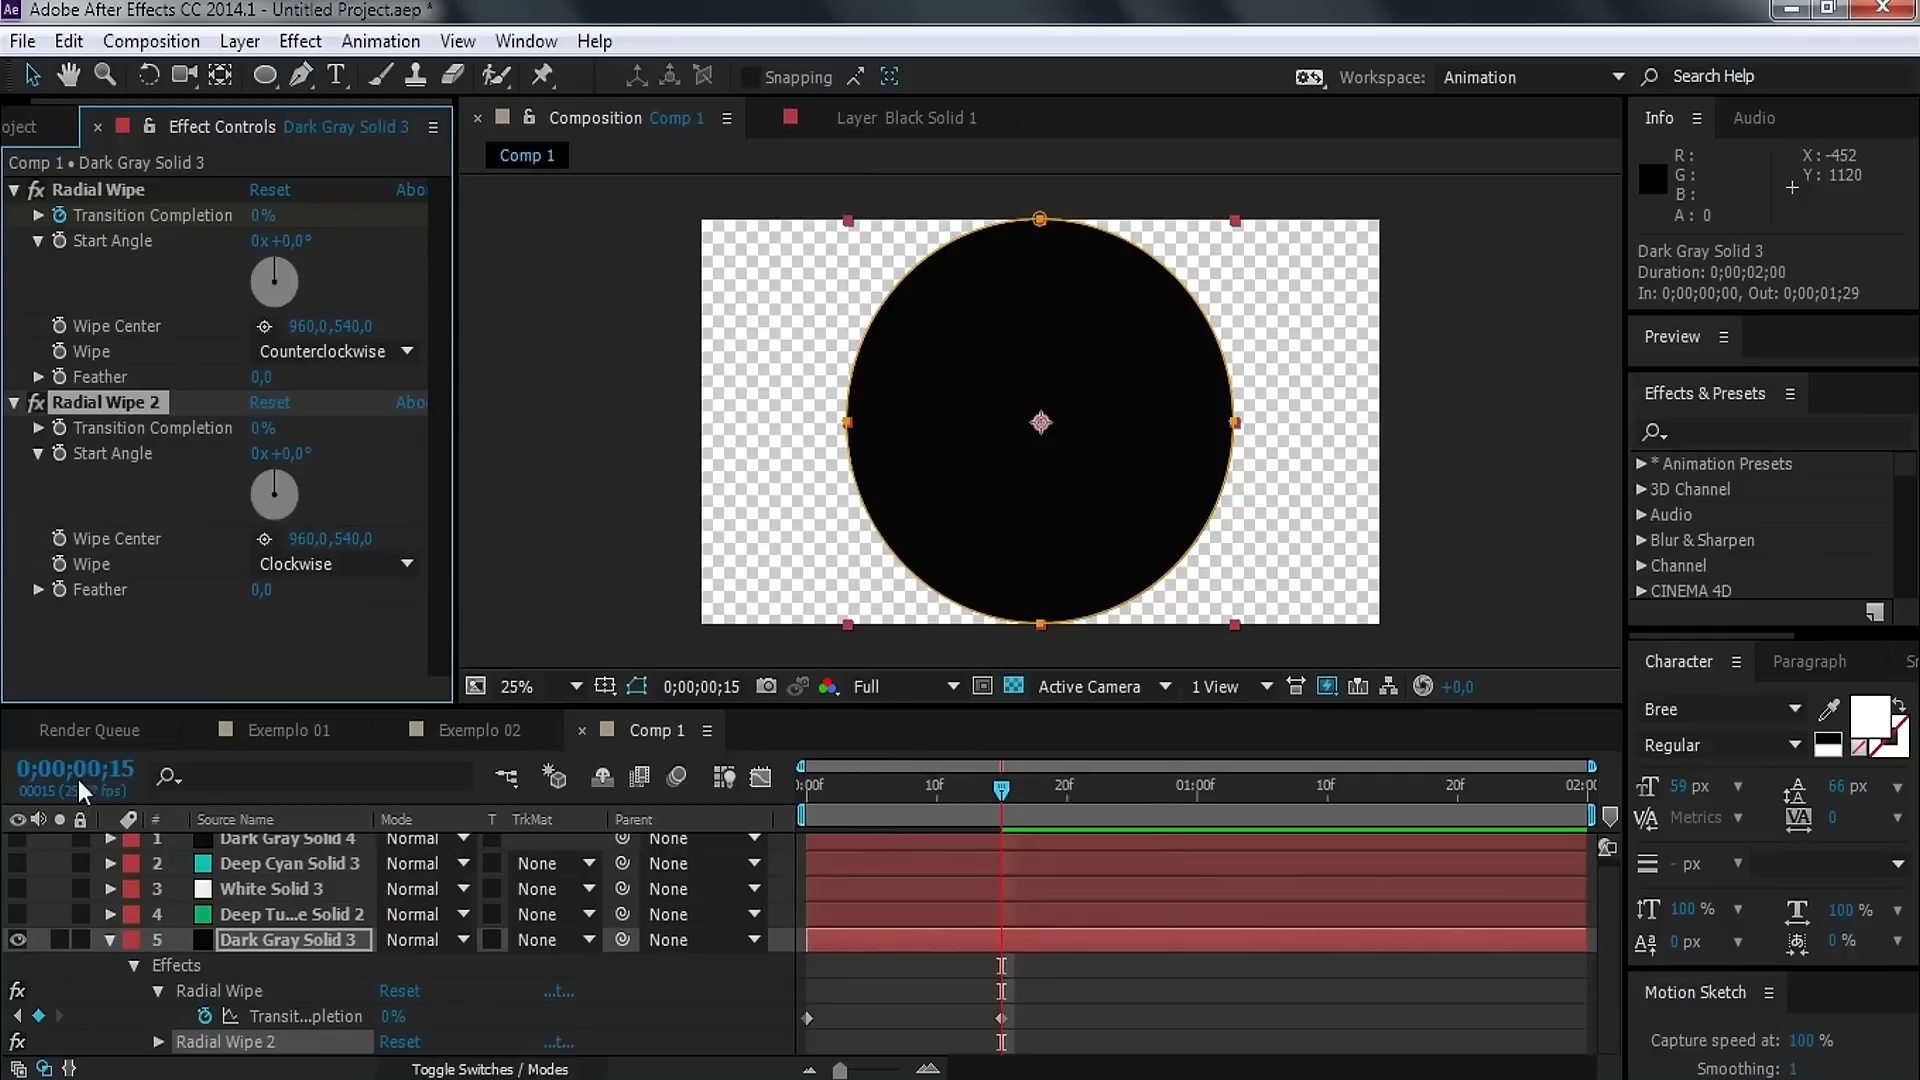 Ae Adobe After Effects CC 2014.1 - Untitled Project.aep *
File Edit Composition Layer Effect Animation View Window Help
Snapping Workspace: Animation Search Help
oject Effect Controls Dark Gray Solid 3
Comp 1 • Dark Gray Solid 3
Radial Wipe Reset Abo
Transition Completion 0%
Start Angle 0x+0,0°
Wipe Center 960,0,540,0
Wipe Counterclockwise
Feather 0,0
Radial Wipe 2 Reset Abo
Transition Completion 0%
Start Angle 0x+0,0°
Wipe Center 960,0,540,0
Wipe Clockwise
Feather 0,0
Composition Comp 1 Layer Black Solid 1
Comp 1
25% 0;00;00;15 Full Active Camera 1 View +0,0
Info Audio
R:
G:
B:
A: 0
X: -452
Y: 1120
Dark Gray Solid 3
Duration: 0;00;02;00
In: 0;00;00;00, Out: 0;00;01;29
Preview
Effects & Presets
* Animation Presets
3D Channel
Audio
Blur & Sharpen
Channel
CINEMA 4D
Character Paragraph
Bree
Regular
59 px 66 px
Metrics 0
- px
100 % 100 %
0 px 0 %
Motion Sketch
Capture speed at: 100 %
Smoothing: 1
Render Queue Exemplo 01 Exemplo 02 Comp 1
0;00;00;15
10f 20f 01:00f 10f 20f
# Source Name Mode T TrkMat Parent
1 Dark Gray Solid 4 Normal None
2 Deep Cyan Solid 3 Normal None None
3 White Solid 3 Normal None None
4 Deep Tu...e Solid 2 Normal None None
5 Dark Gray Solid 3 Normal None None
Effects
fx Radial Wipe Reset ...t...
Transit...pletion 0%
fx Radial Wipe 2 Reset ...t...
Toggle Switches / Modes